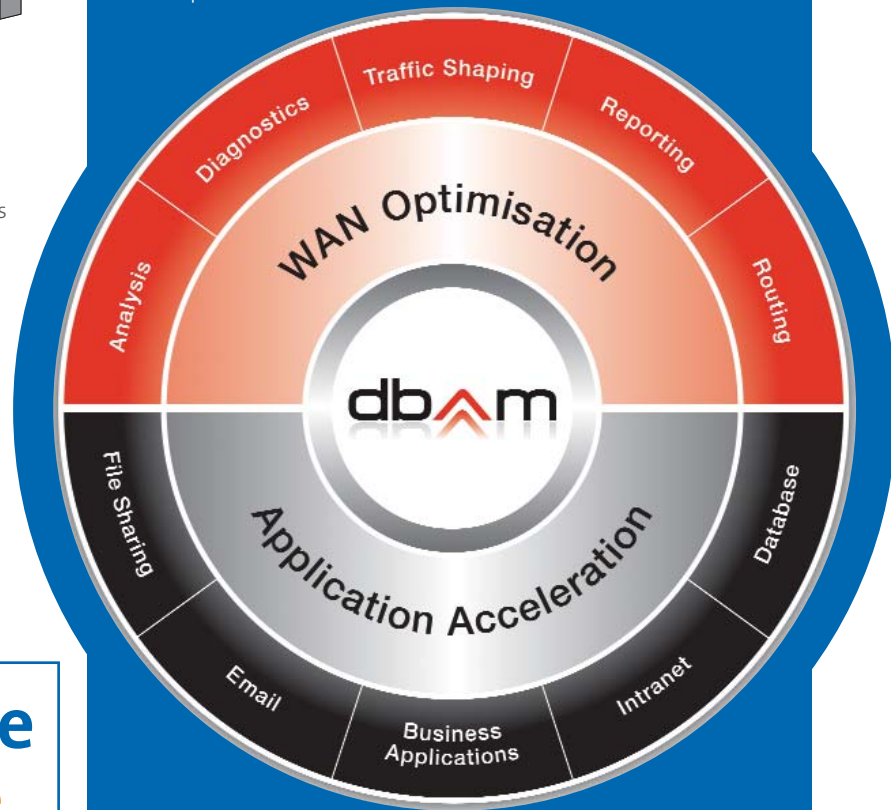 Traffic Shaping
Diagnostics
Reporting
Analysis
Routing
WAN Optimisation
dbam
Application Acceleration
File Sharing
Database
Email
Intranet
Business
Applications